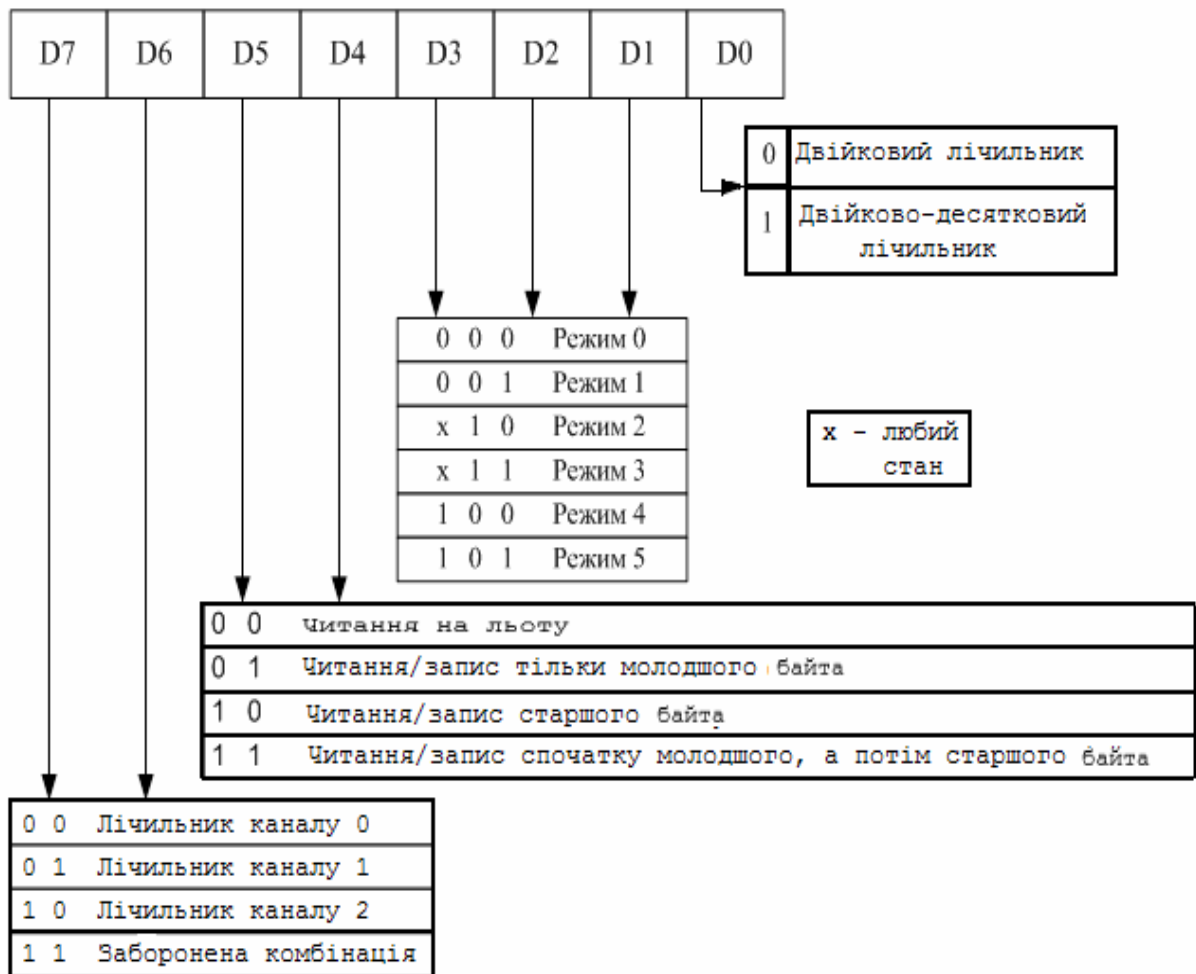 D7 D6 D5 D4 D3 D2 D1 D0
0 Двійковий лічильник
1 Двійково-десятковий
лічильник
0 0 0 Режим 0
0 0 1 Режим 1
x 1 0 Режим 2
x 1 1 Режим 3
1 0 0 Режим 4
1 0 1 Режим 5
x - любий
стан
0 0 Читання на льоту
0 1 Читання/запис тільки молодшого байта
1 0 Читання/запис старшого байта
1 1 Читання/запис спочатку молодшого, а потім старшого байта
0 0 Лічильник каналу 0
0 1 Лічильник каналу 1
1 0 Лічильник каналу 2
1 1 Заборонена комбінація